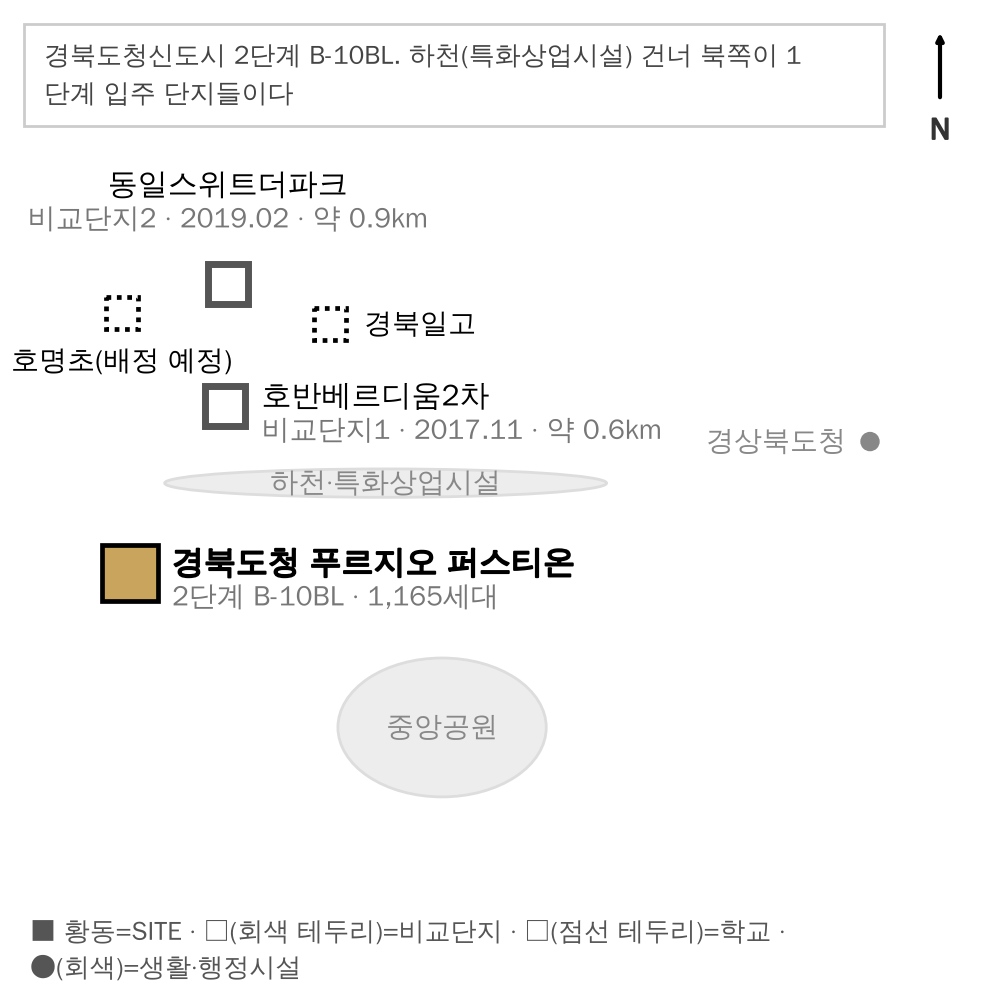 경북도청신도시 2단계 B-10BL. 하천(특화상업시설) 건너 북쪽이 1
단계 입주 단지들이다
N
동일스위트더파크
비교단지2 · 2019.02 · 약 0.9km
경북일고
호명초(배정 예정)
호반베르디움2차
비교단지1 · 2017.11 · 약 0.6km
경상북도청
하천·특화상업시설
경북도청 푸르지오 퍼스티온
2단계 B-10BL · 1,165세대
중앙공원
■ 황동=SITE · □(회색 테두리)=비교단지 · □(점선 테두리)=학교 ·
●(회색)=생활·행정시설